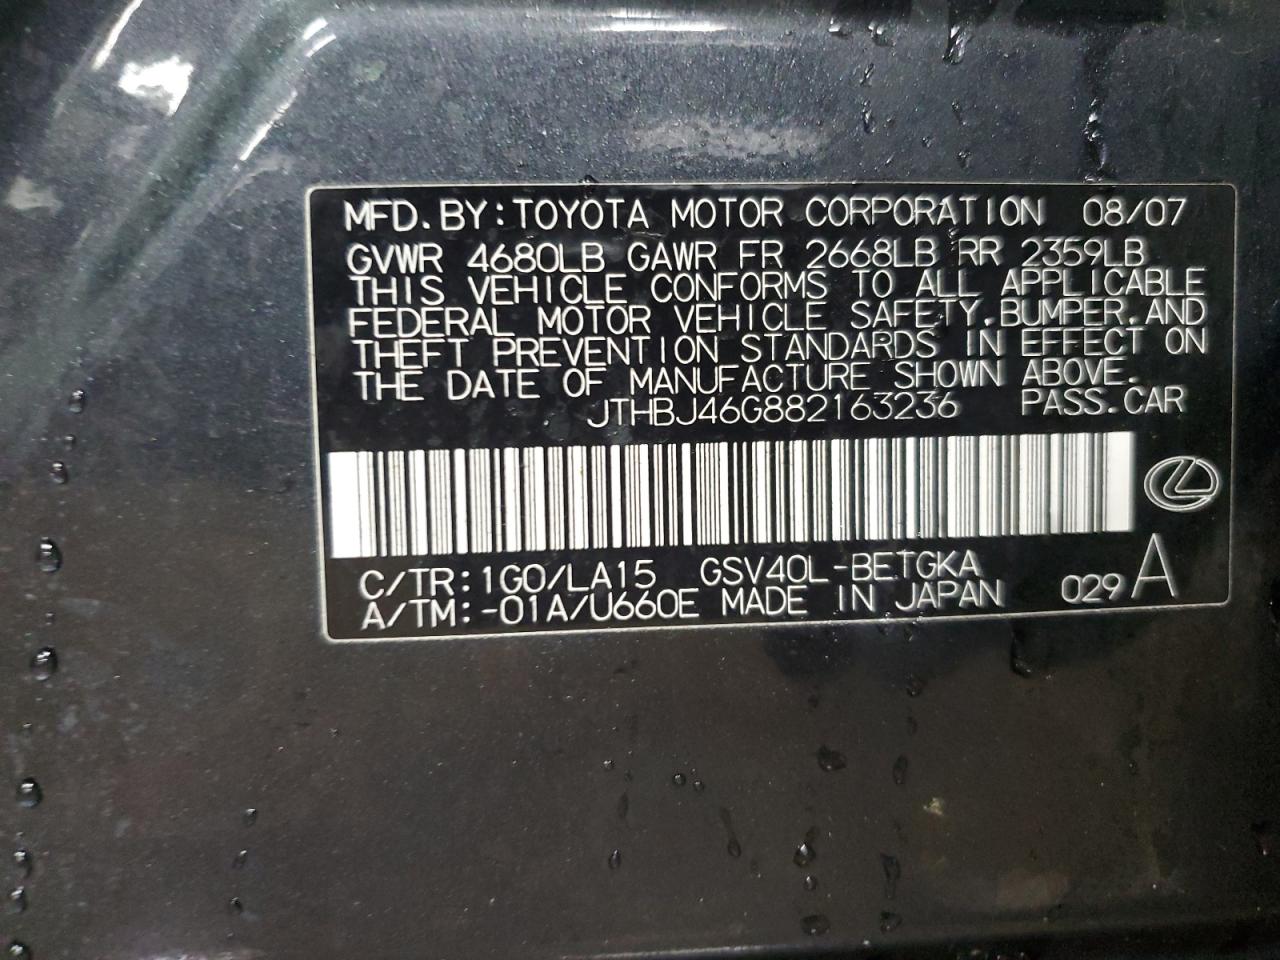 MFD.BY:TOYOTA MOTOR CORPORATION 08/07
GVWR 4680LB GAWR FR 2668LB RR 2359LB
THIS VEHICLE CONFORMS TO ALL APPLICABLE
FEDERAL MOTOR VEHICLE SAFETY,BUMPER,AND
THEFT PREVENTION STANDARDS IN EFFECT ON
THE DATE OF MANUFACTURE SHOWN ABOVE.
JTHBJ46G882163236 PASS.CAR
C/TR:1G0/LA15 GSV40L-BETGKA
A/TM:-01A/U660E MADE IN JAPAN 029 A